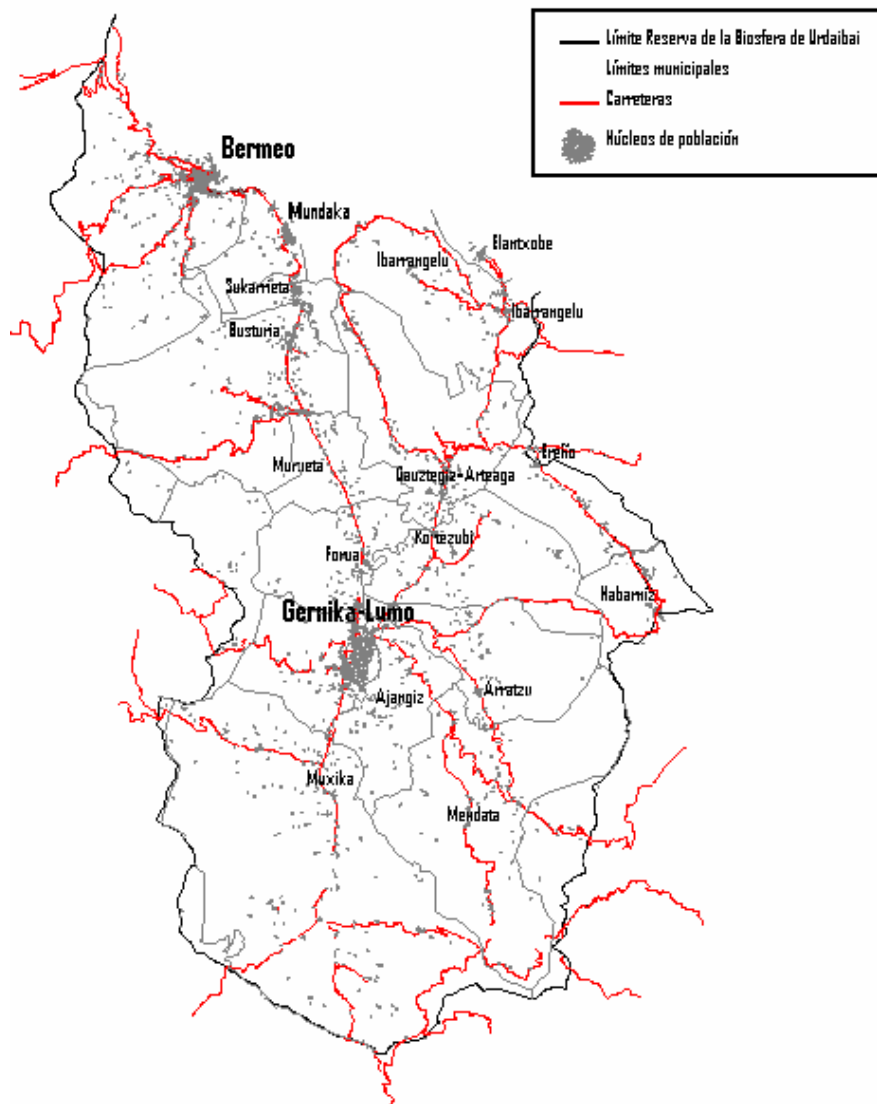 Límite Reserva de la Biosfera de Urdaibai
Límites municipales
Carreteras
Núcleos de población
Bermeo
Mundaka
Elantxobe
Ibarrangelu
Sukarrieta
Ibarrangelu
Busturia
Ereño
Murueta
Gauztegiz-Arteaga
Kortezubi
Forua
Nabarniz
Gernika-Lumo
Ajangiz
Arratzu
Muxika
Mendata